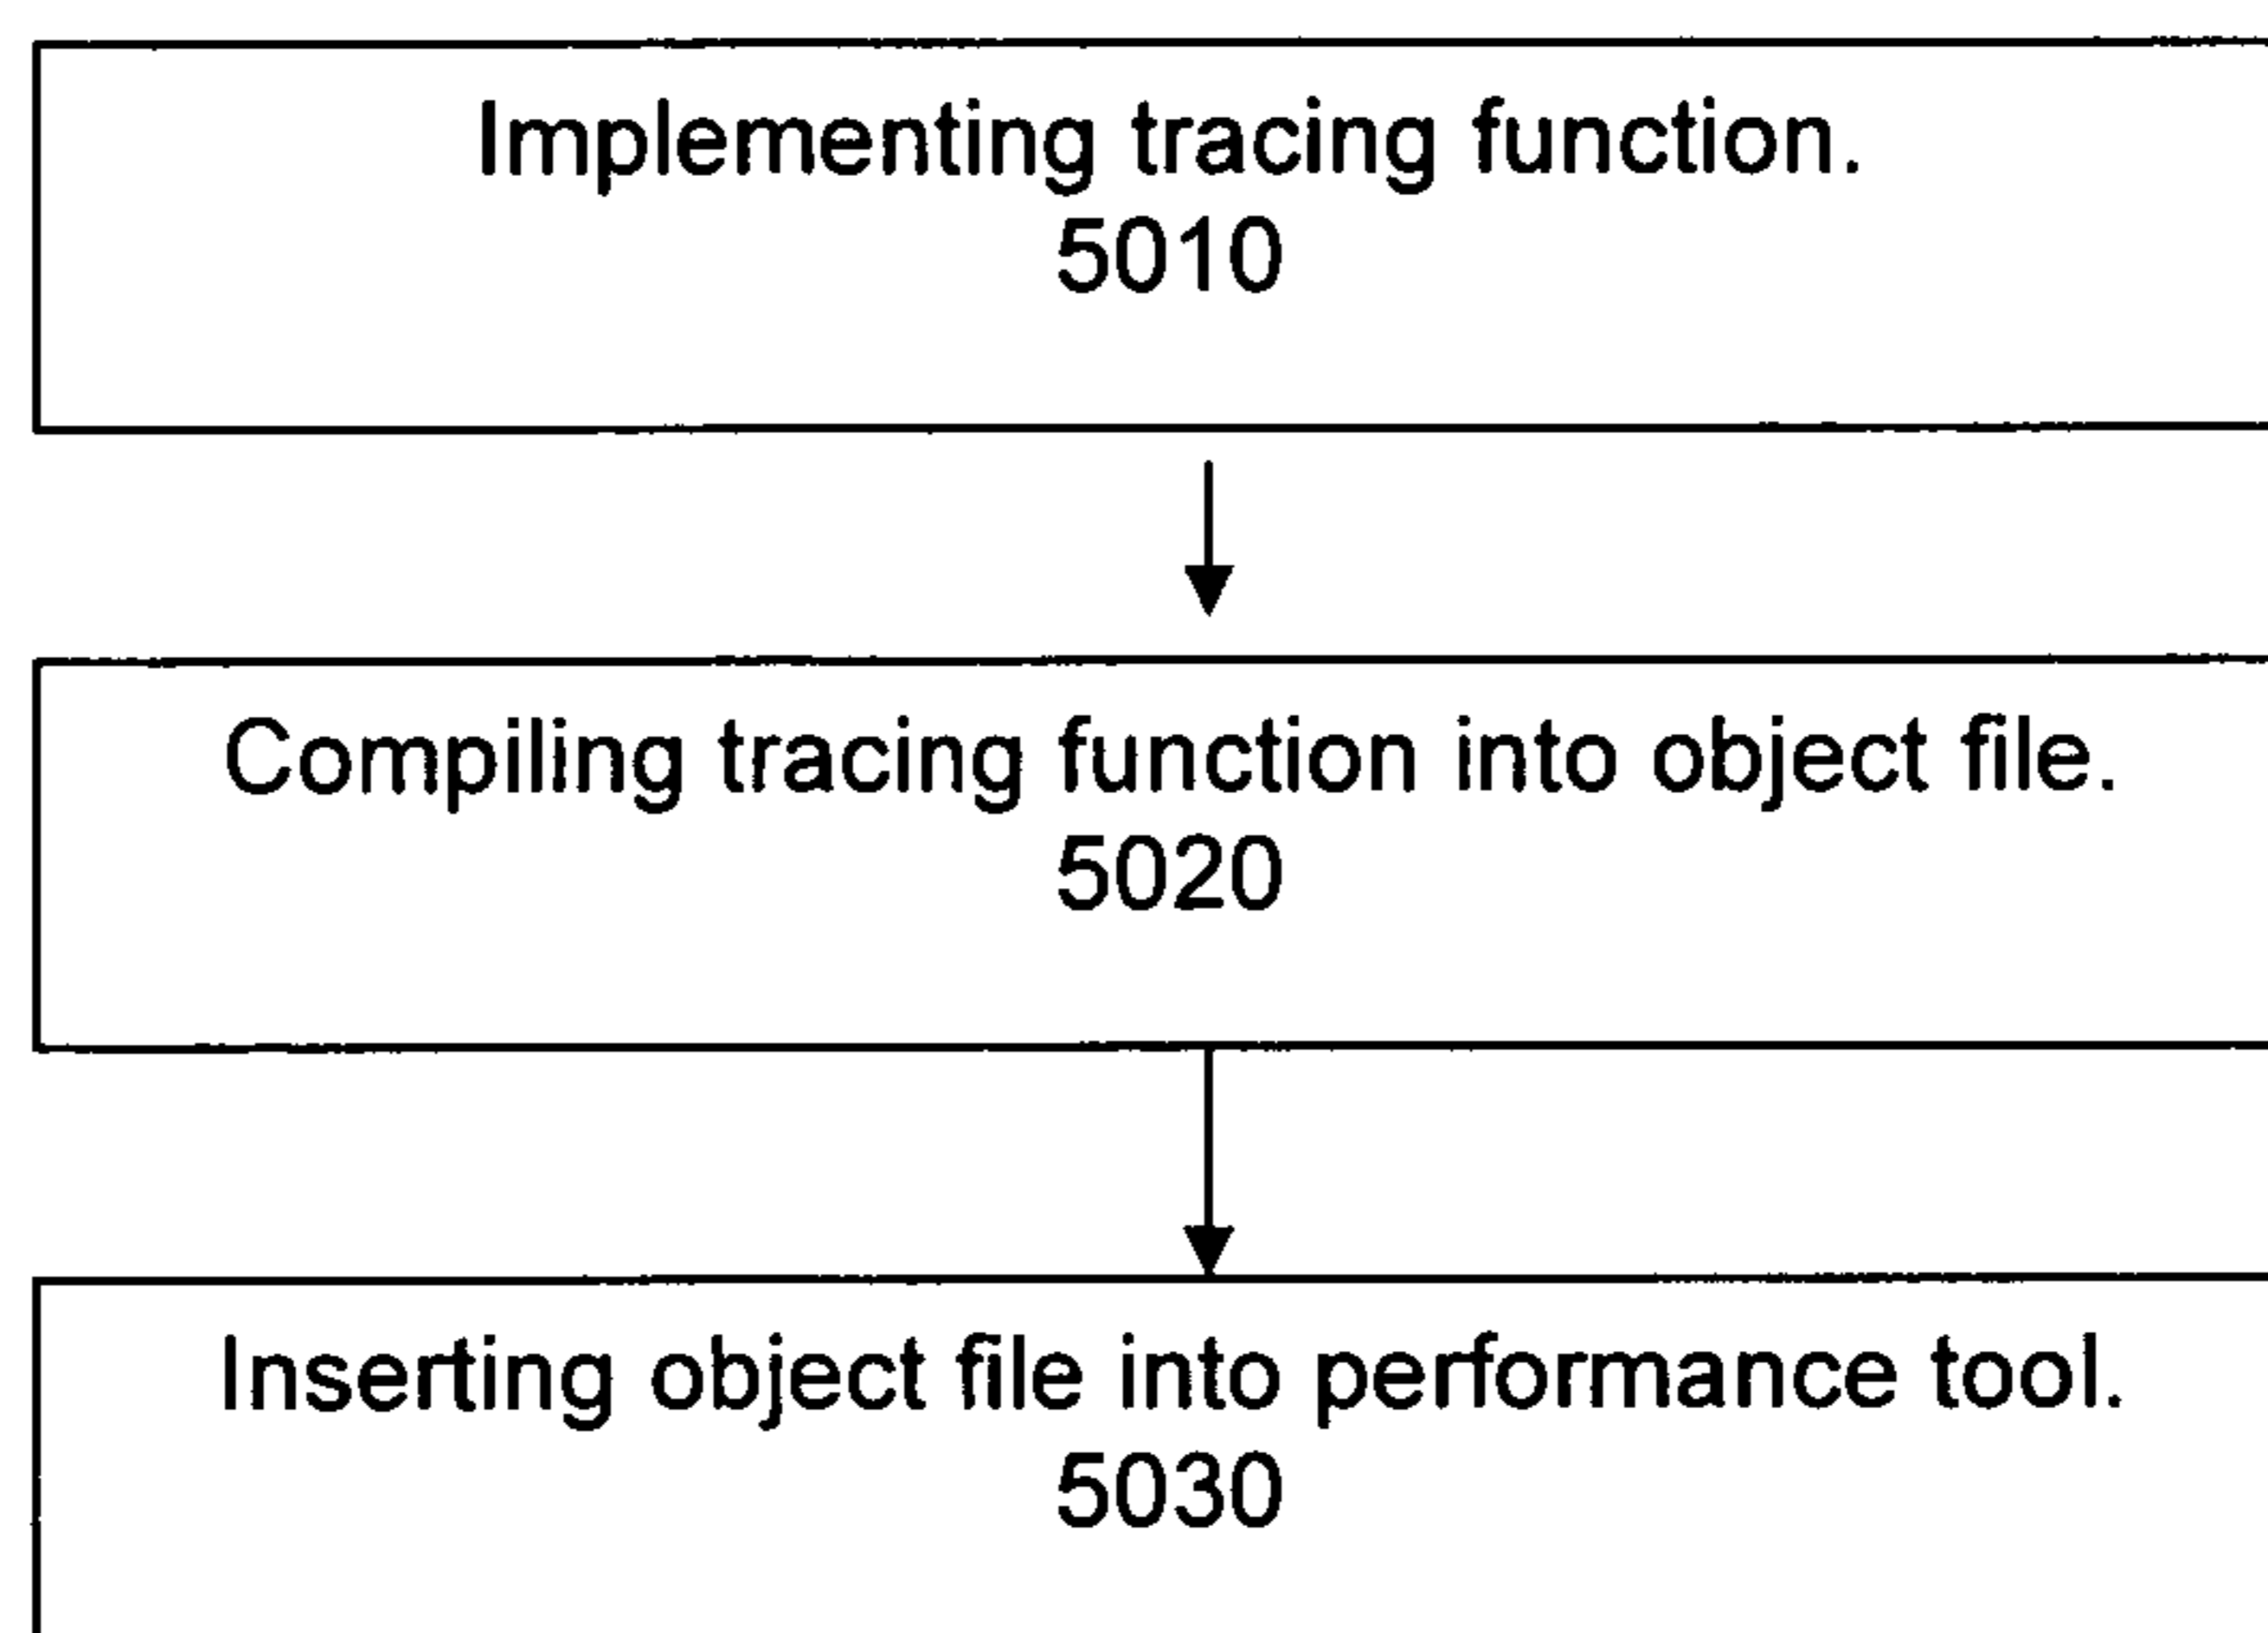 Implementing tracing function.
5010
Compiling tracing function into object file.
5020
Inserting object file into performance tool.
5030